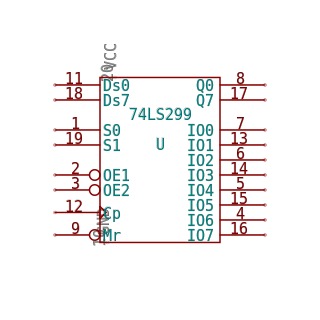 VCC
20
11 Ds0 Q0 8
18 Ds7 Q7 17
74LS299
1 S0 IO0 7
19 S1 U IO1 13
IO2 6
2 OE1 IO3 14
3 OE2 IO4 5
IO5 15
12 Cp IO6 4
9 Mr IO7 16